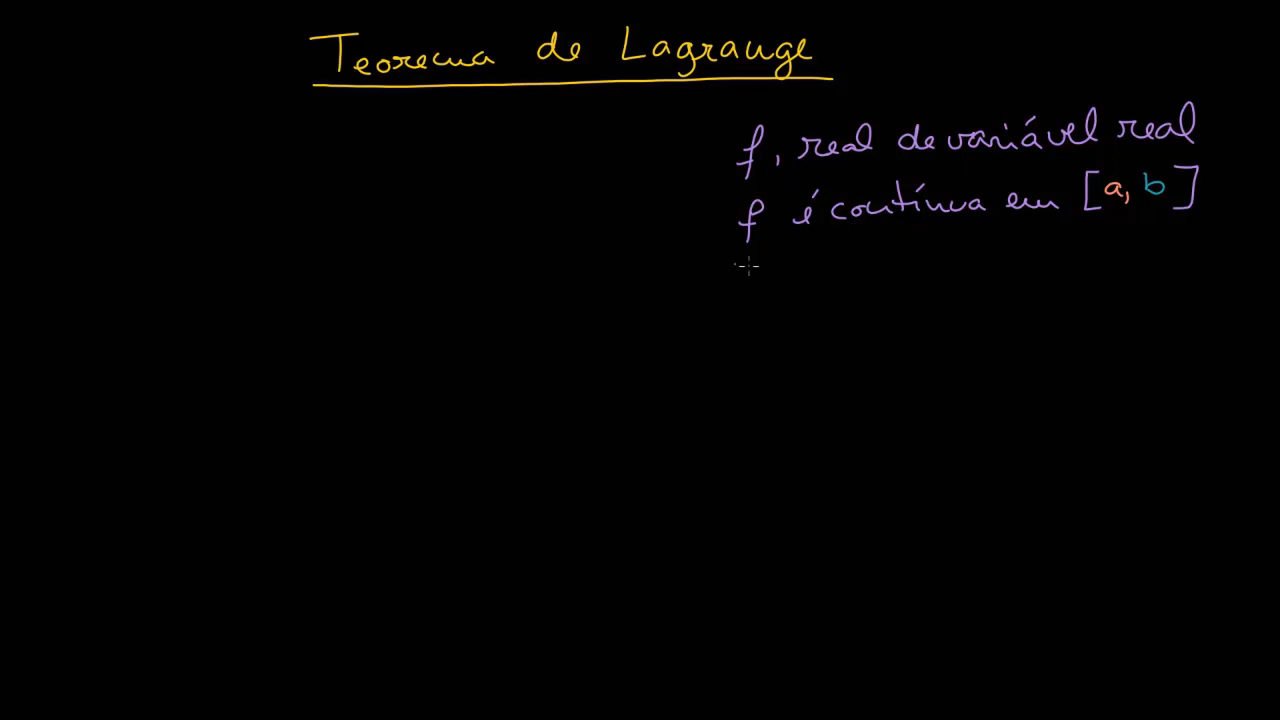 Teorema de Lagrange
f, real de variável real
f é contínua em [a, b]